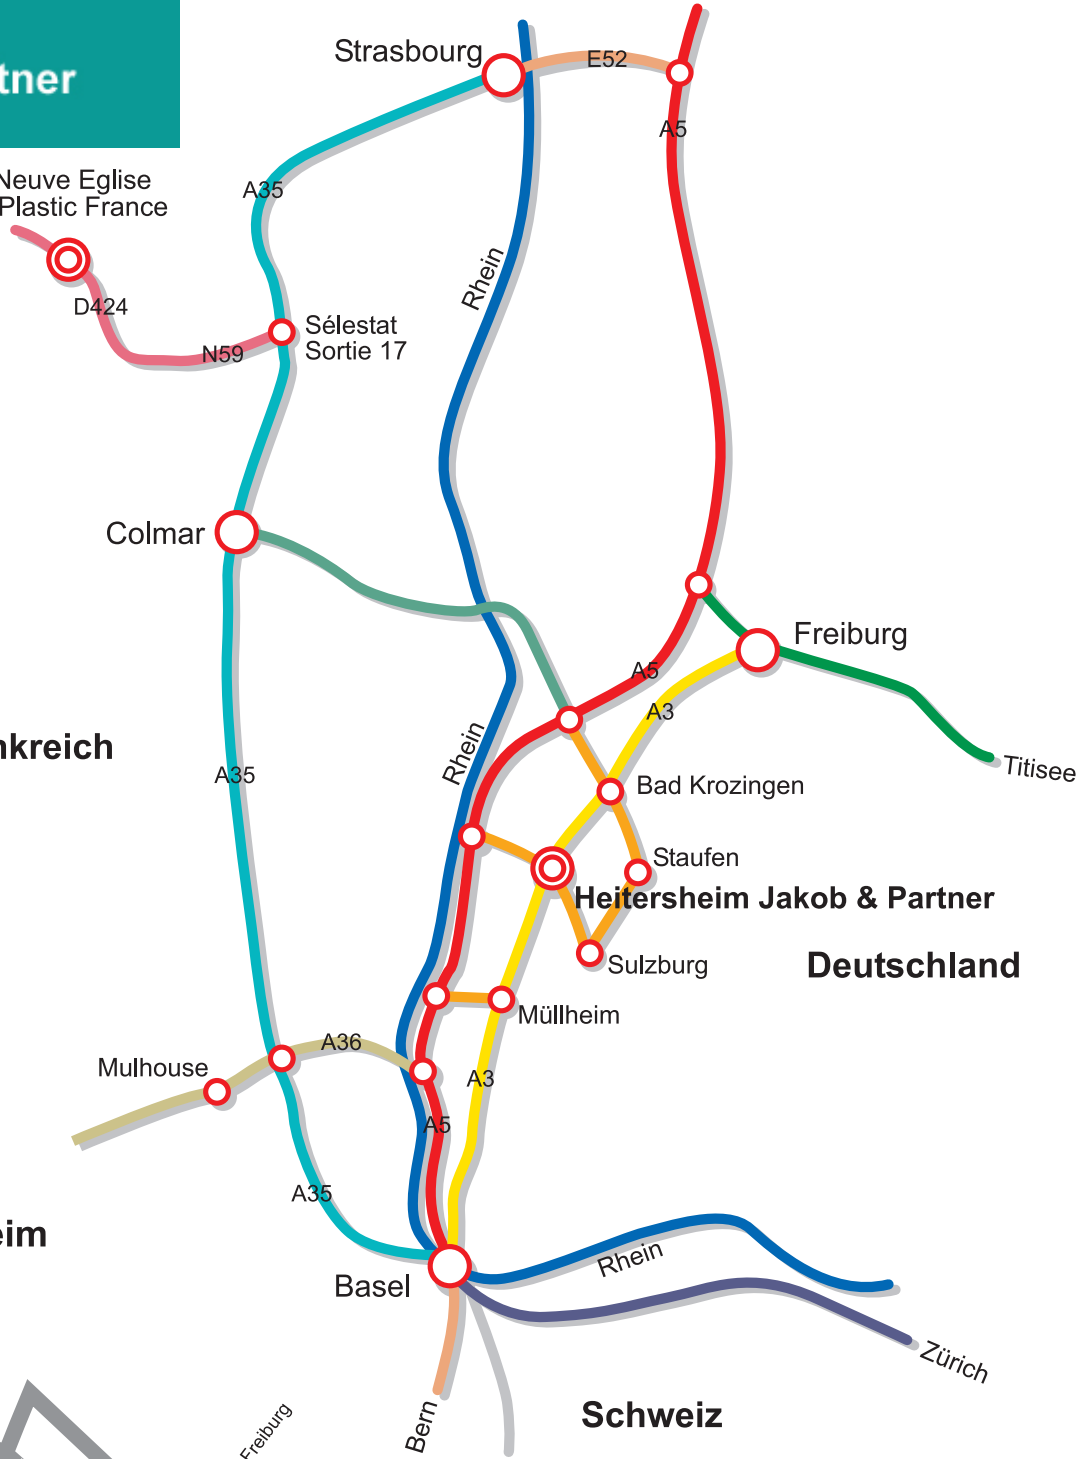 tner
Strasbourg
E52
A5
Neuve Eglise
Plastic France
A35
D424
N59
Sélestat
Sortie 17
Rhein
Colmar
Freiburg
A5
A3
Titisee
nkreich
A35
Rhein
Bad Krozingen
Staufen
Heitersheim Jakob & Partner
Sulzburg
Deutschland
Müllheim
A36
Mulhouse
A3
A5
A35
eim
Rhein
Basel
Zürich
Schweiz
Bern
Freiburg